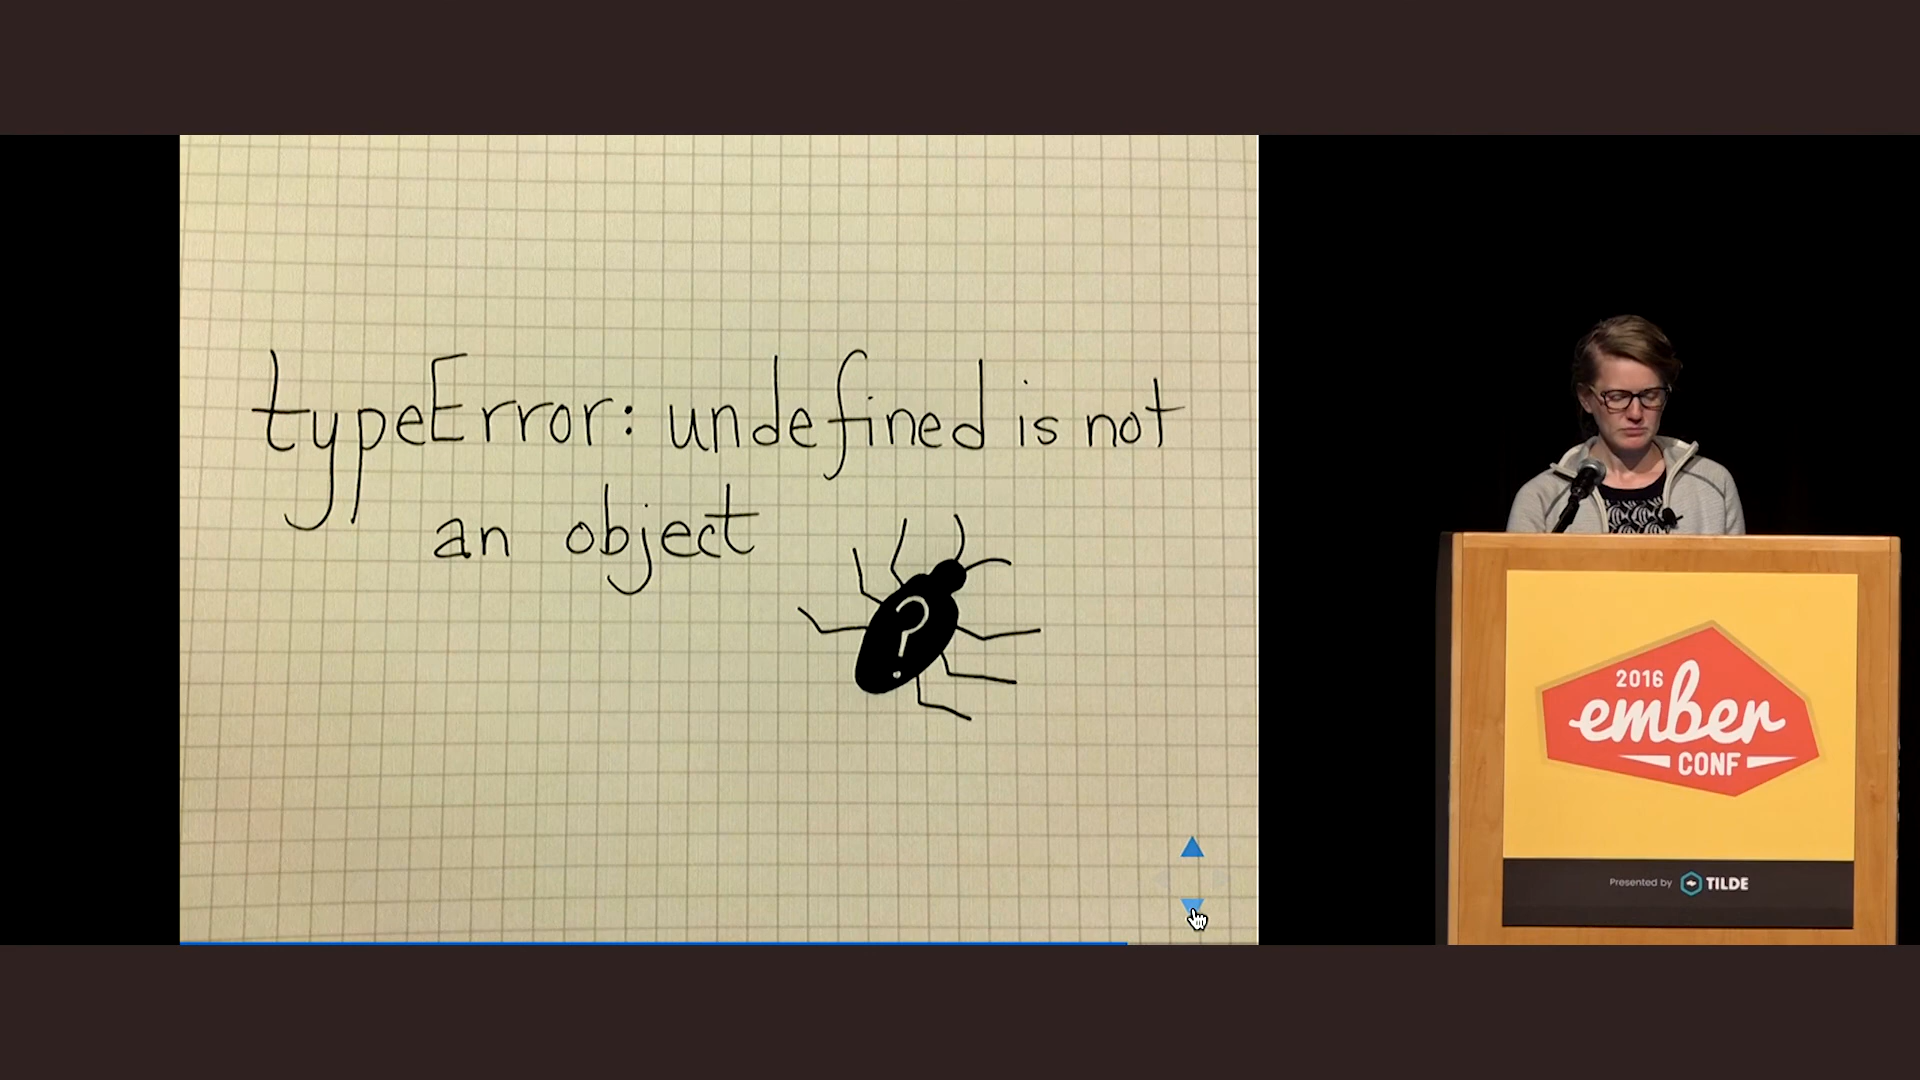 typeError: undefined is not
an object
?
2016
ember
CONF
Presented by TILDE